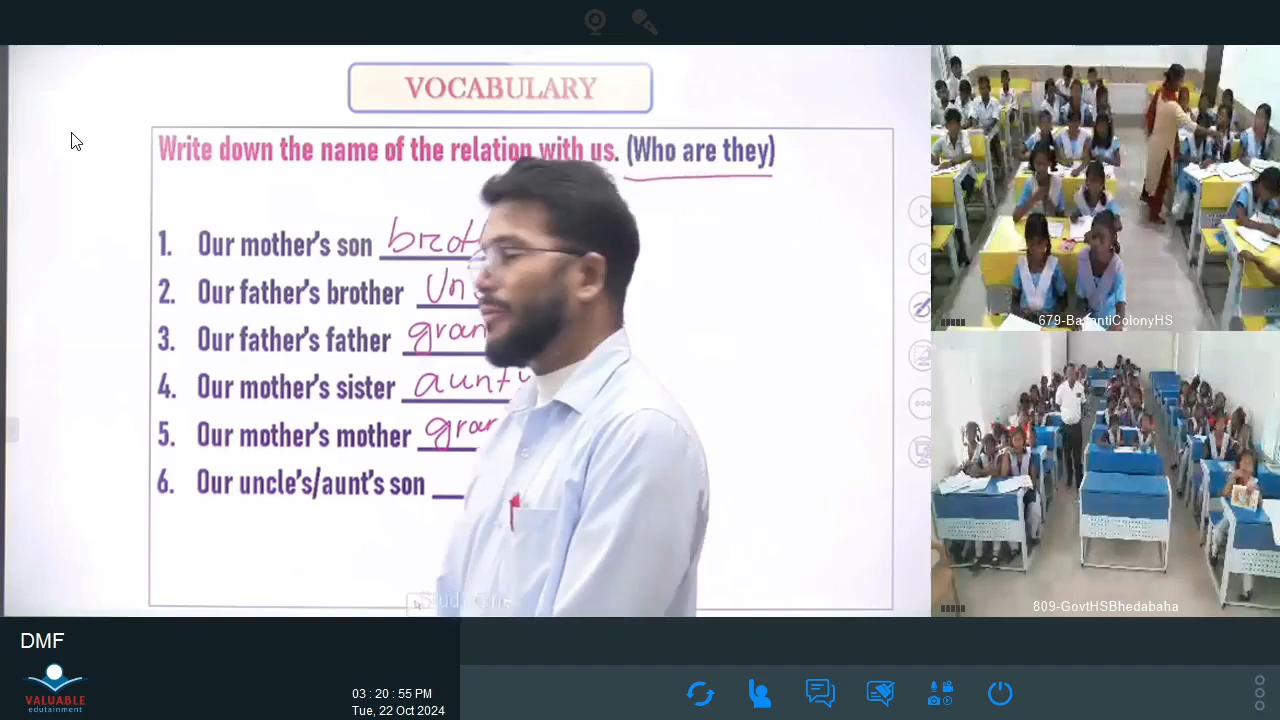 VOCABULARY
Write down the name of the relation with us. (Who are they)
1. Our mother's son
2. Our father's brother
3. Our father's father
4. Our mother's sister
5. Our mother's mother
6. Our uncle's/aunt's son
679-BasantiColonyHS
809-GovtHSBhedabaha
DMF
VALUABLE
edutainment
03 : 20 : 55 PM
Tue, 22 Oct 2024